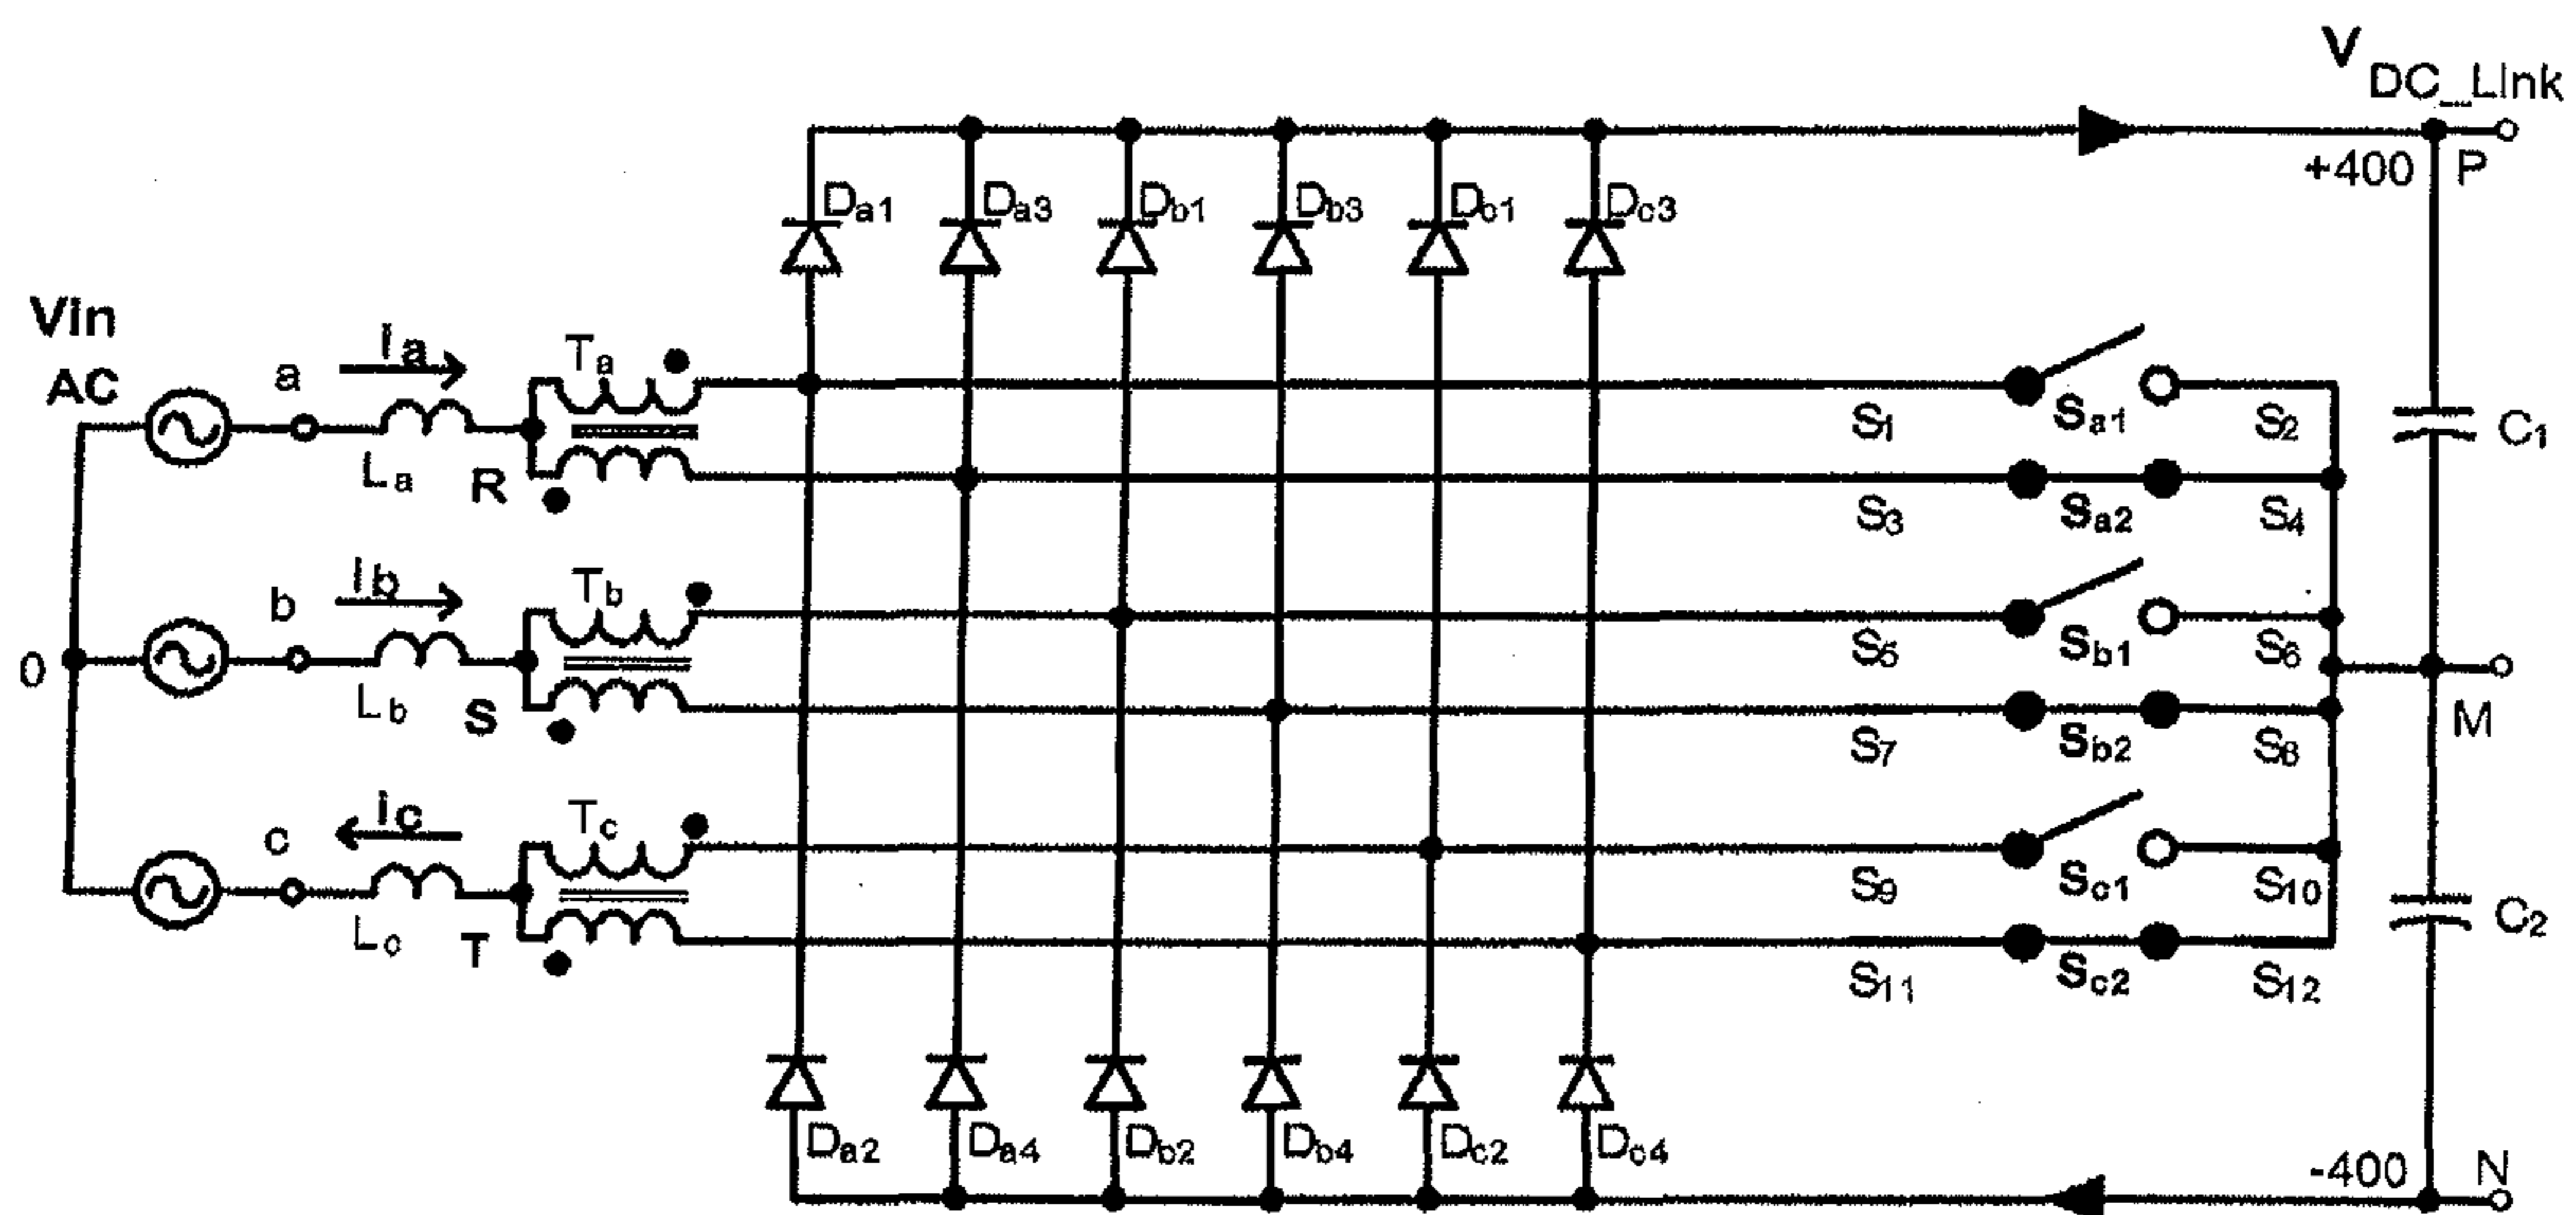 V DC_Link
+400 P
Da1 Da3 Db1 Db3 Dc1 Dc3
Vin
AC
a ia Ta
La R
S1 Sa1 S2
C1
S3 Sa2 S4
b ib Tb
0
Lb S
S5 Sb1 S6
M
S7 Sb2 S8
c ic Tc
Lc T
S9 Sc1 S10
C2
S11 Sc2 S12
Da2 Da4 Db2 Db4 Dc2 Dc4
-400 N